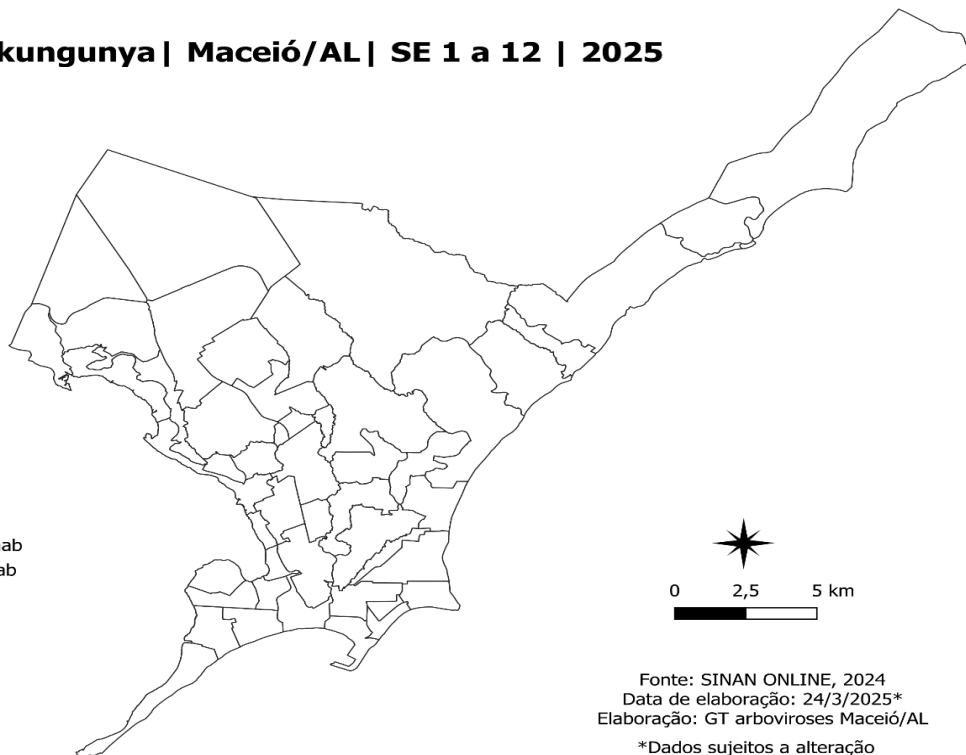 kungunya| Maceió/AL| SE 1 a 12 | 2025
ab
ab
0 2,5 5 km
Fonte: SINAN ONLINE, 2024
Data de elaboração: 24/3/2025*
Elaboração: GT arboviroses Maceió/AL
*Dados sujeitos a alteração